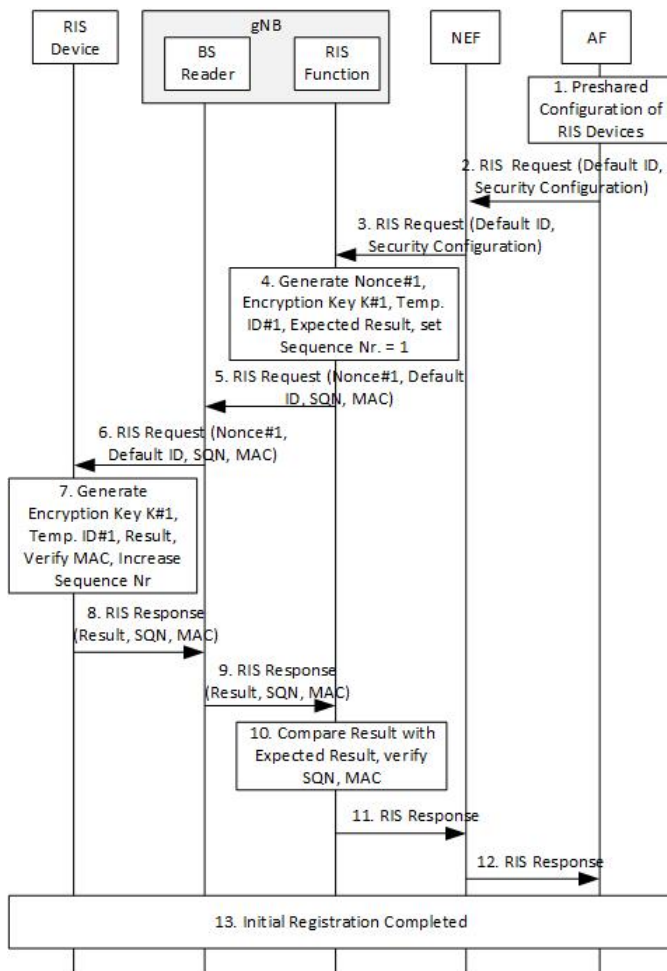 gNB
RIS
Device
BS
Reader
RIS
Function
NEF
AF
1. Preshared
Configuration of
RIS Devices
2. RIS Request (Default ID,
Security Configuration)
3. RIS Request (Default ID,
Security Configuration)
4. Generate Nonce#1,
Encryption Key K#1, Temp.
ID#1, Expected Result, set
Sequence Nr. = 1
5. RIS Request (Nonce#1, Default
ID, SQN, MAC)
6. RIS Request (Nonce#1,
Default ID, SQN, MAC)
7. Generate
Encryption Key K#1,
Temp. ID#1, Result,
Verify MAC, Increase
Sequence Nr
8. RIS Response
(Result, SQN, MAC)
9. RIS Response
(Result, SQN, MAC)
10. Compare Result with
Expected Result, verify
SQN, MAC
11. RIS Response
12. RIS Response
13. Initial Registration Completed